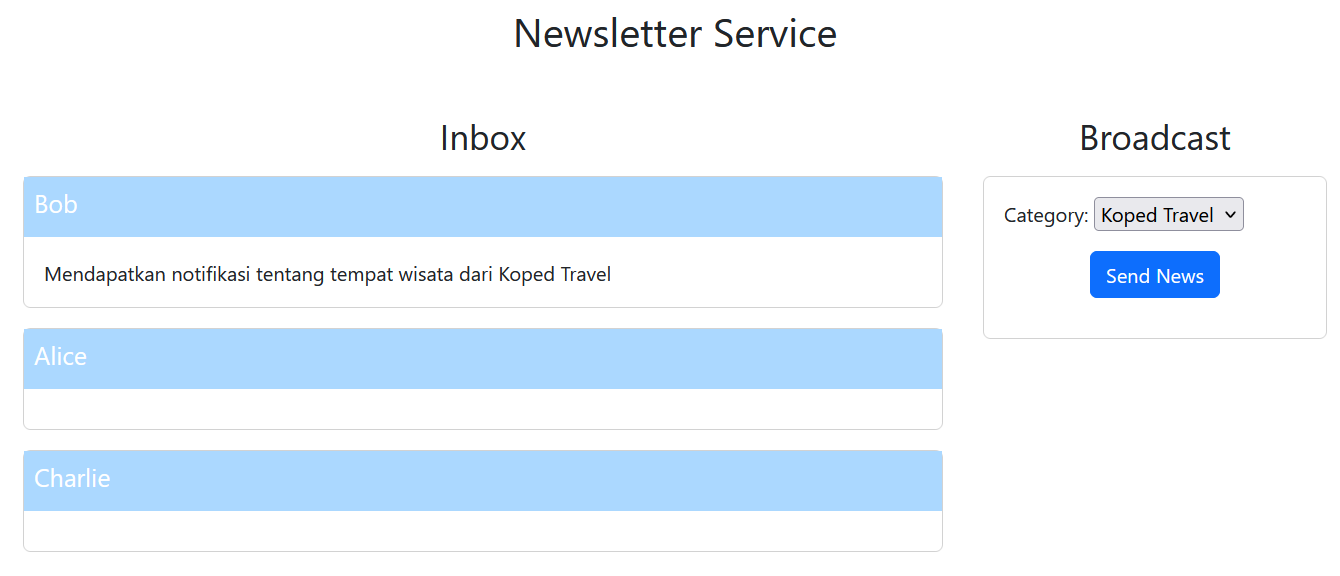 Newsletter Service
Inbox
Bob
Mendapatkan notifikasi tentang tempat wisata dari Koped Travel
Alice
Charlie
Broadcast
Category: Koped Travel
Send News